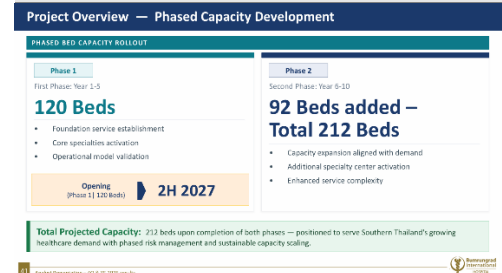 Project Overview — Phased Capacity Development
PHASED BED CAPACITY ROLLOUT
Phase 1
First Phase: Year 1-5
120 Beds
• Foundation service establishment
• Core specialties activation
• Operational model validation
Opening
(Phase 1| 120 Beds)
2H 2027
Phase 2
Second Phase: Year 6-10
92 Beds added –
Total 212 Beds
• Capacity expansion aligned with demand
• Additional specialty center activation
• Enhanced service complexity
Total Projected Capacity: 212 beds upon completion of both phases — positioned to serve Southern Thailand's growing
healthcare demand with phased risk management and sustainable capacity scaling.
Bumrungrad
International